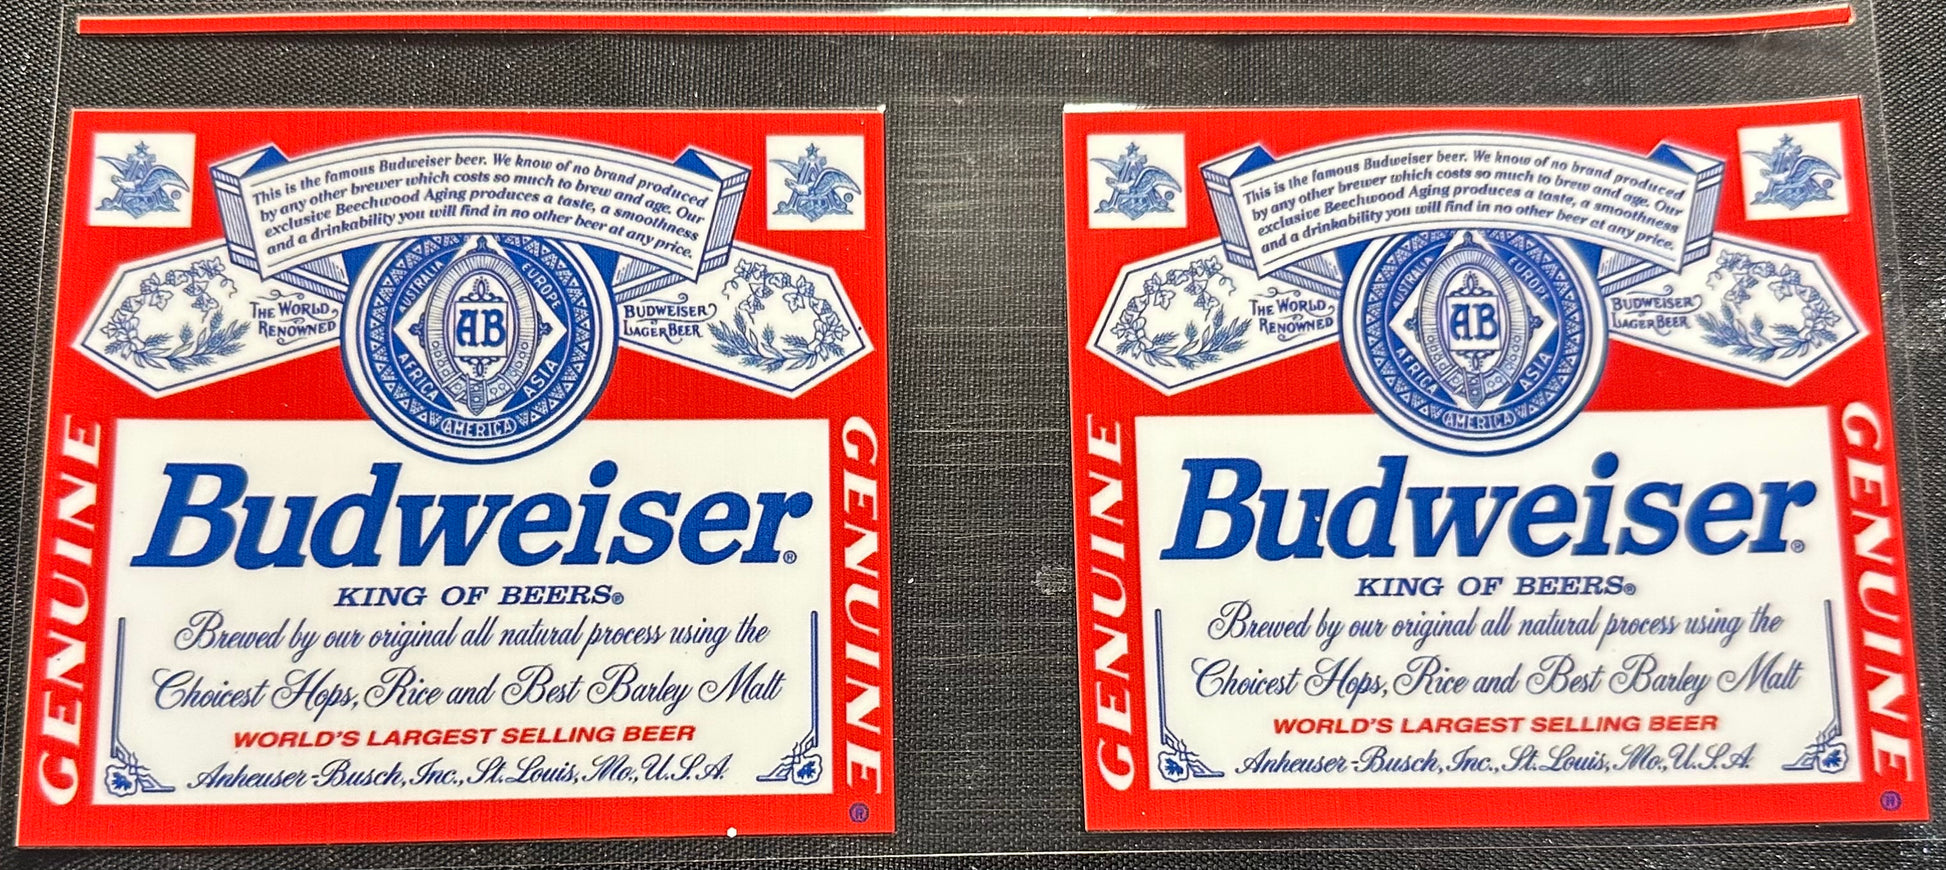 This is the famous Budweiser beer. We know of no brand produced
by any other brewer which costs so much to brew and age. Our
exclusive Beechwood Aging produces a taste, a smoothness
and a drinkability you will find in no other beer at any price.
AUSTRALIA
EUROPE
THE WORLD
RENOWNED
AB
BUDWEISER
LAGER BEER
AFRICA
ASIA
AMERICA
GENUINE
GENUINE
Budweiser®
KING OF BEERS®
Brewed by our original all natural process using the
Choicest Hops, Rice and Best Barley Malt
WORLD'S LARGEST SELLING BEER
Anheuser-Busch, Inc., St. Louis, Mo., U.S.A.
®
This is the famous Budweiser beer. We know of no brand produced
by any other brewer which costs so much to brew and age. Our
exclusive Beechwood Aging produces a taste, a smoothness
and a drinkability you will find in no other beer at any price.
AUSTRALIA
EUROPE
THE WORLD
RENOWNED
AB
BUDWEISER
LAGER BEER
AFRICA
ASIA
AMERICA
GENUINE
GENUINE
Budweiser®
KING OF BEERS®
Brewed by our original all natural process using the
Choicest Hops, Rice and Best Barley Malt
WORLD'S LARGEST SELLING BEER
Anheuser-Busch, Inc., St. Louis, Mo., U.S.A.
®